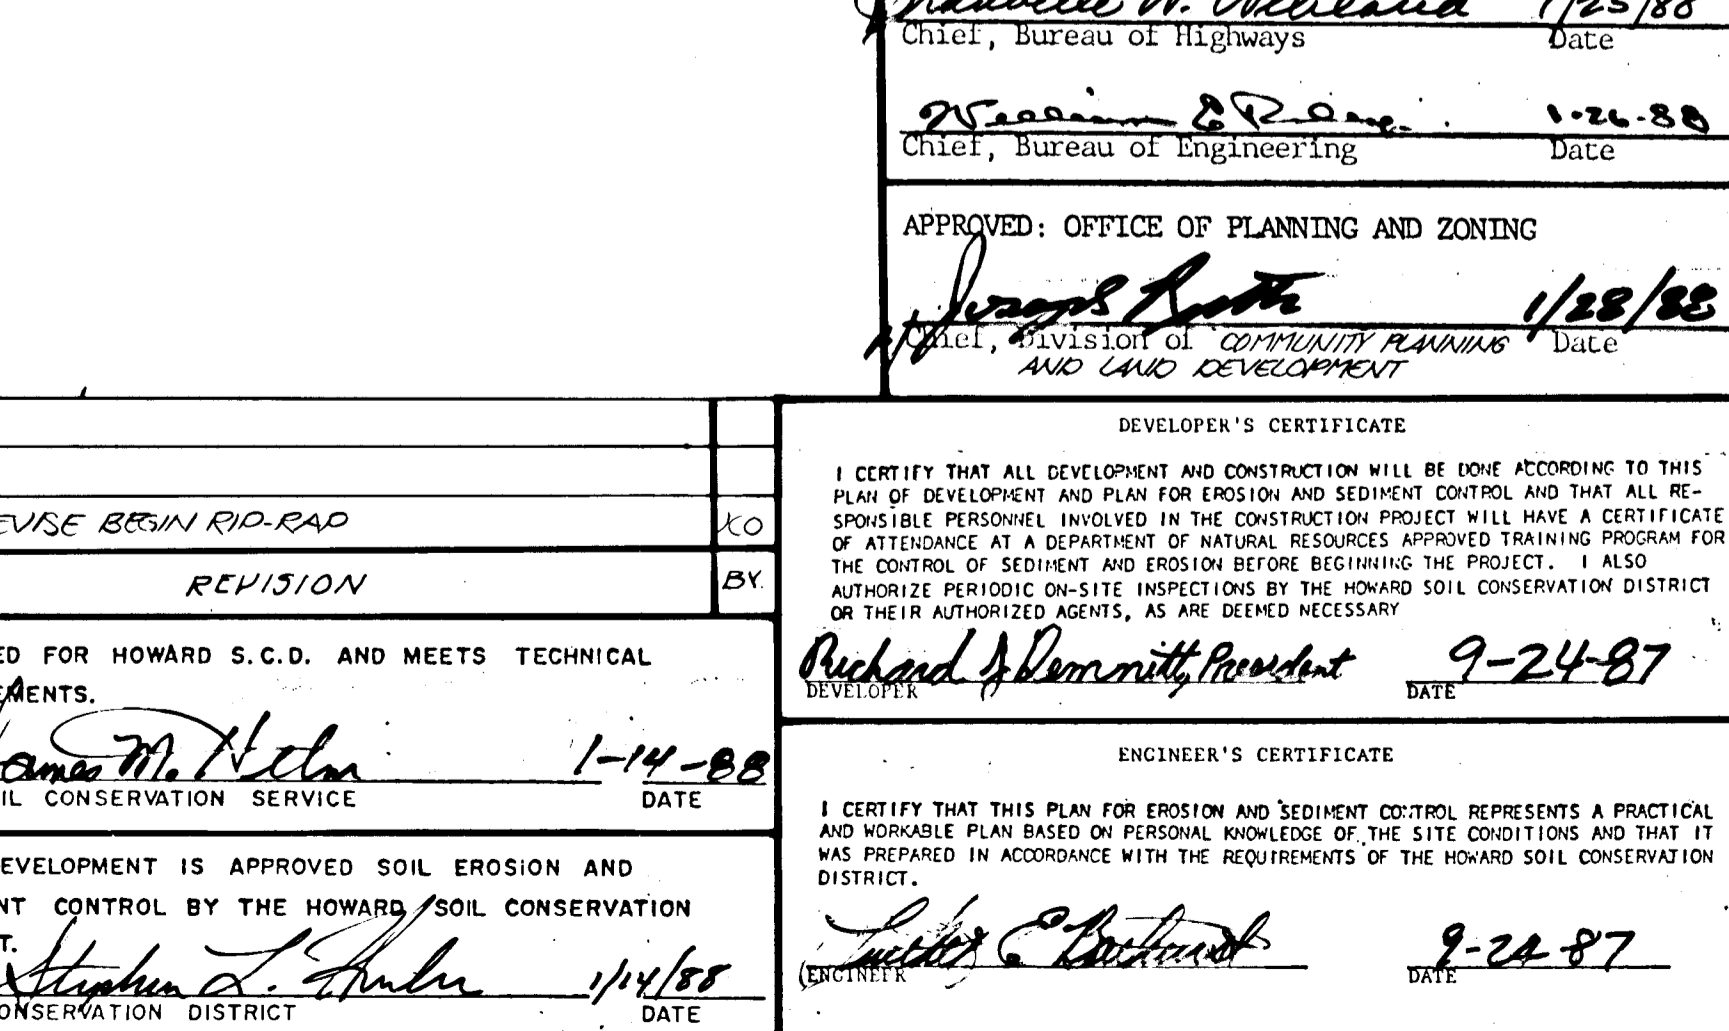 1/25/88
Chief, Bureau of Highways Date
William E. 1-26-88
Chief, Bureau of Engineering Date
APPROVED: OFFICE OF PLANNING AND ZONING
Joseph 1/28/88
Chief, Division of COMMUNITY PLANNING Date
AND LAND DEVELOPMENT
EVISE BEGIN RIP-RAP
REVISION BY.
ED FOR HOWARD S.C.D. AND MEETS TECHNICAL
EMENTS.
James M. 1-14-88
IL CONSERVATION SERVICE DATE
EVELOPMENT IS APPROVED SOIL EROSION AND
NT CONTROL BY THE HOWARD SOIL CONSERVATION
T.
Stephen L. 1/14/88
ONSERVATION DISTRICT DATE
DEVELOPER'S CERTIFICATE
I CERTIFY THAT ALL DEVELOPMENT AND CONSTRUCTION WILL BE DONE ACCORDING TO THIS
PLAN OF DEVELOPMENT AND PLAN FOR EROSION AND SEDIMENT CONTROL AND THAT ALL RE-
SPONSIBLE PERSONNEL INVOLVED IN THE CONSTRUCTION PROJECT WILL HAVE A CERTIFICATE
OF ATTENDANCE AT A DEPARTMENT OF NATURAL RESOURCES APPROVED TRAINING PROGRAM FOR
THE CONTROL OF SEDIMENT AND EROSION BEFORE BEGINNING THE PROJECT. I ALSO
AUTHORIZE PERIODIC ON-SITE INSPECTIONS BY THE HOWARD SOIL CONSERVATION DISTRICT
OR THEIR AUTHORIZED AGENTS, AS ARE DEEMED NECESSARY
Richard J. Demmitt, President 9-24-87
DEVELOPER DATE
ENGINEER'S CERTIFICATE
I CERTIFY THAT THIS PLAN FOR EROSION AND SEDIMENT CONTROL REPRESENTS A PRACTICAL
AND WORKABLE PLAN BASED ON PERSONAL KNOWLEDGE OF THE SITE CONDITIONS AND THAT IT
WAS PREPARED IN ACCORDANCE WITH THE REQUIREMENTS OF THE HOWARD SOIL CONSERVATION
DISTRICT.
E 9-24-87
ENGINEER DATE